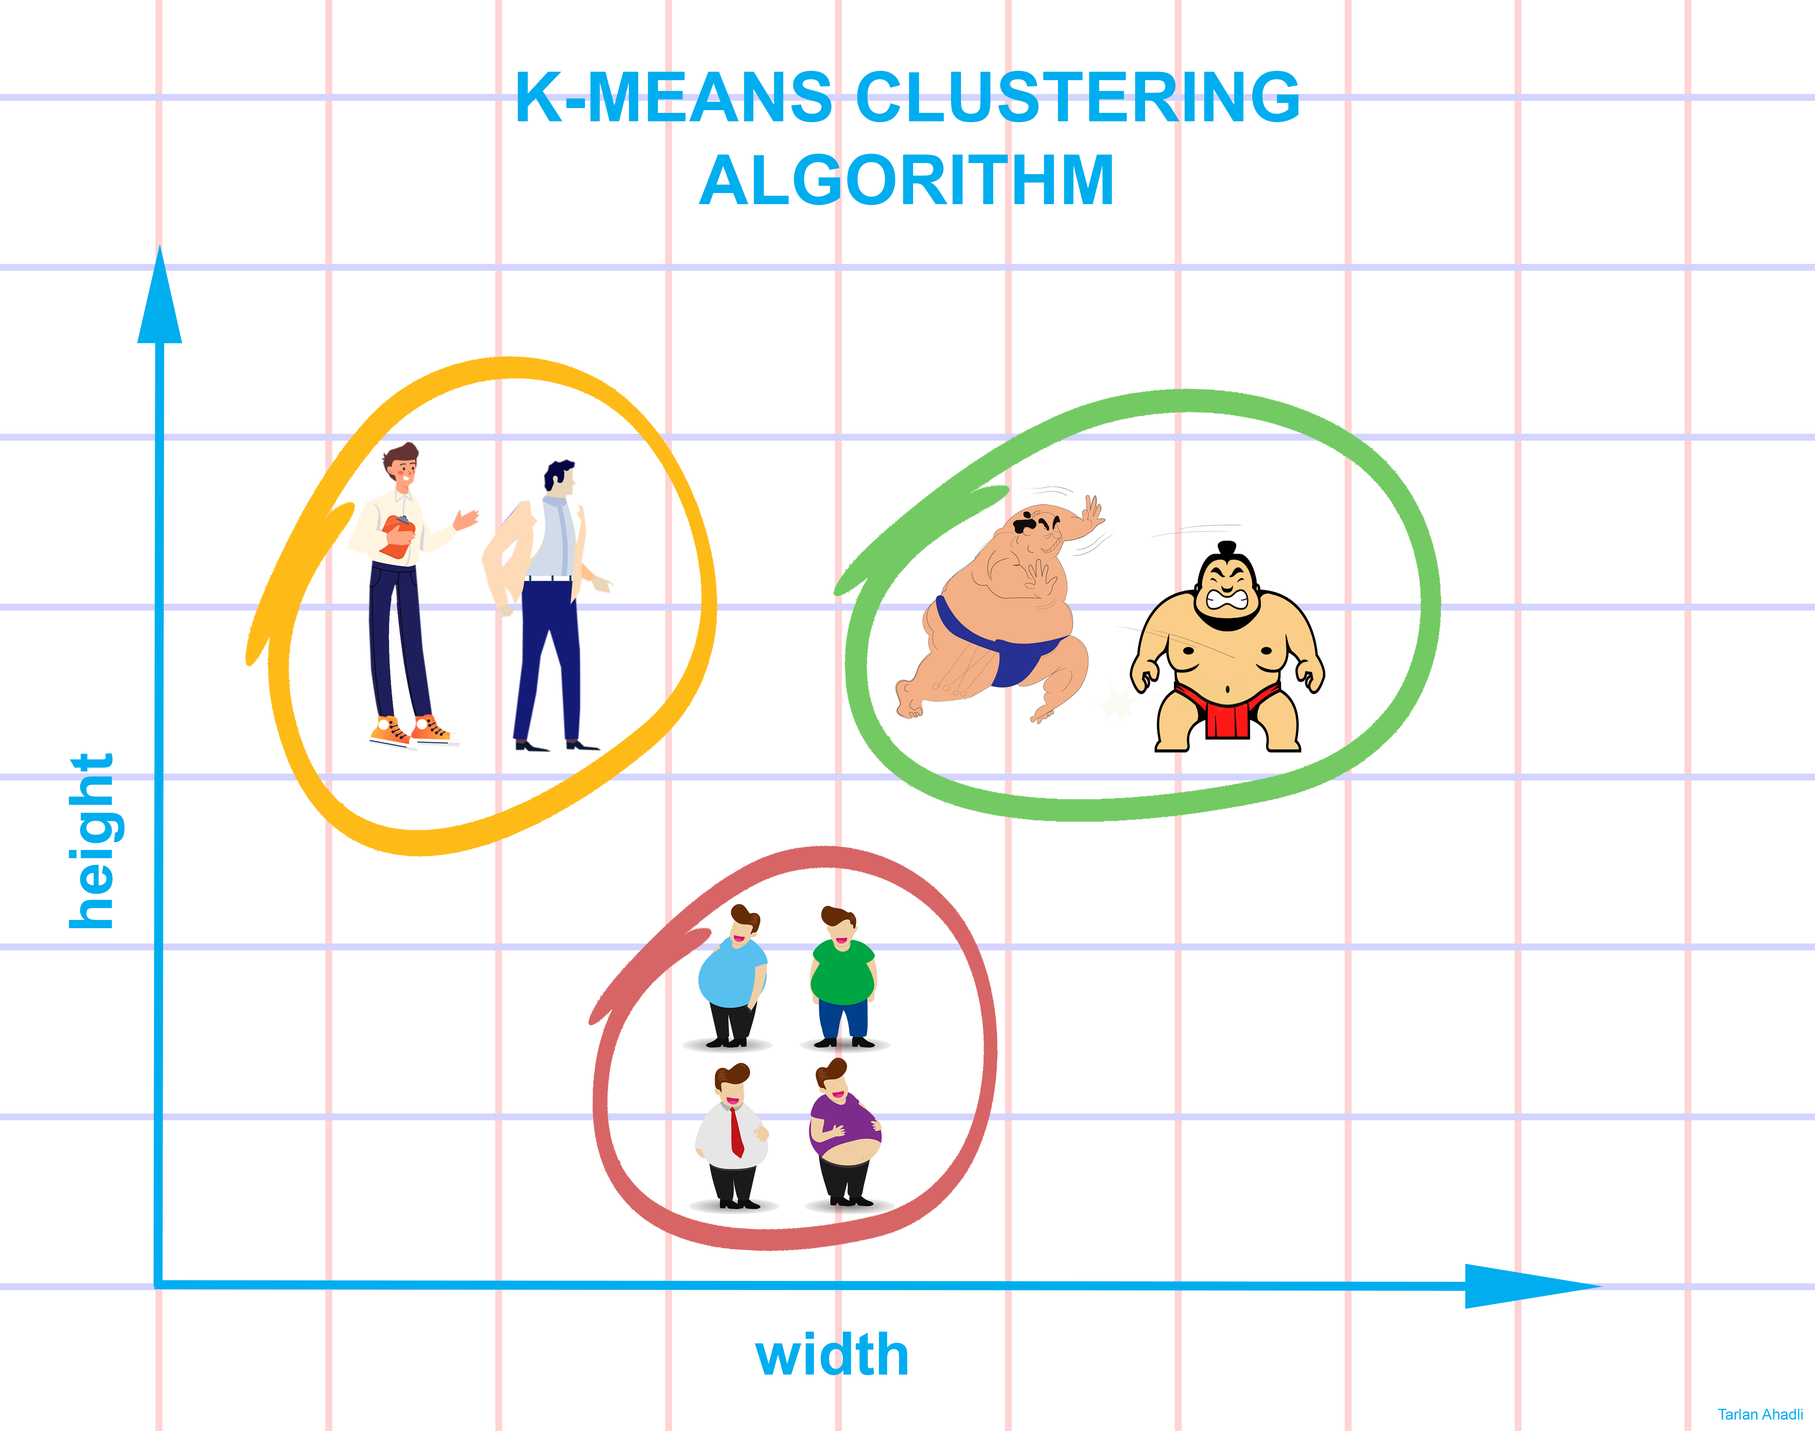 K-MEANS CLUSTERING
ALGORITHM
height
width
Tarlan Ahadli